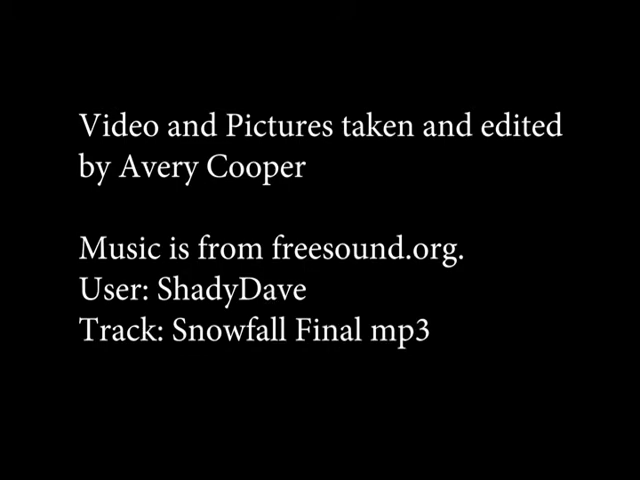 Video and Pictures taken and edited
by Avery Cooper
Music is from freesound.org.
User: ShadyDave
Track: Snowfall Final mp3